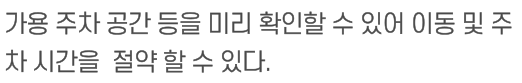 가용 주차 공간 등을 미리 확인할 수 있어 이동 및 주
차 시간을  절약 할 수 있다.